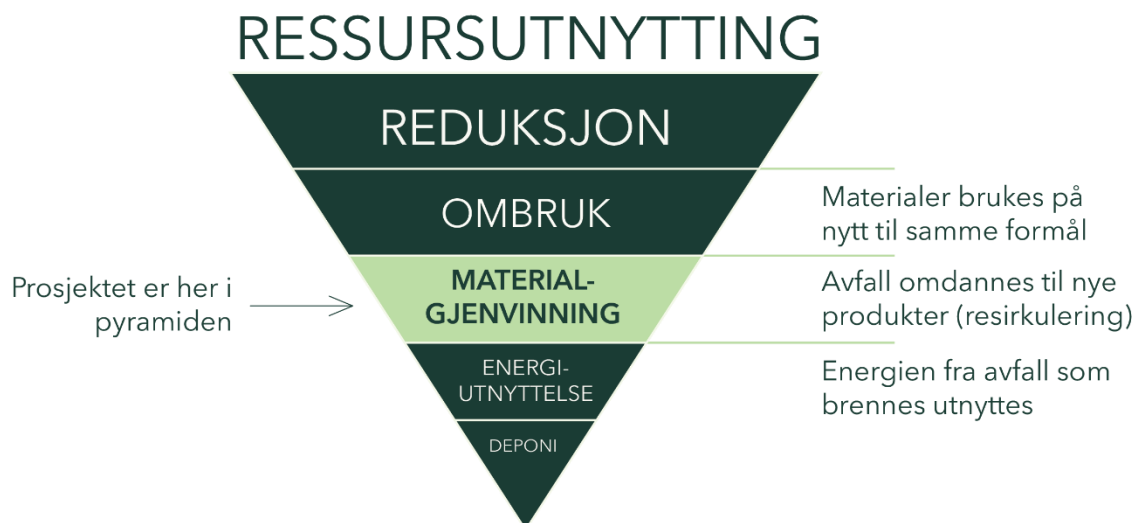 RESSURSUTNYTTING
REDUKSJON
OMBRUK
Materialer brukes på
nytt til samme formål
Prosjektet er her i
pyramiden
MATERIAL-
GJENVINNING
Avfall omdannes til nye
produkter (resirkulering)
ENERGI-
UTNYTTELSE
Energien fra avfall som
brennes utnyttes
DEPONI